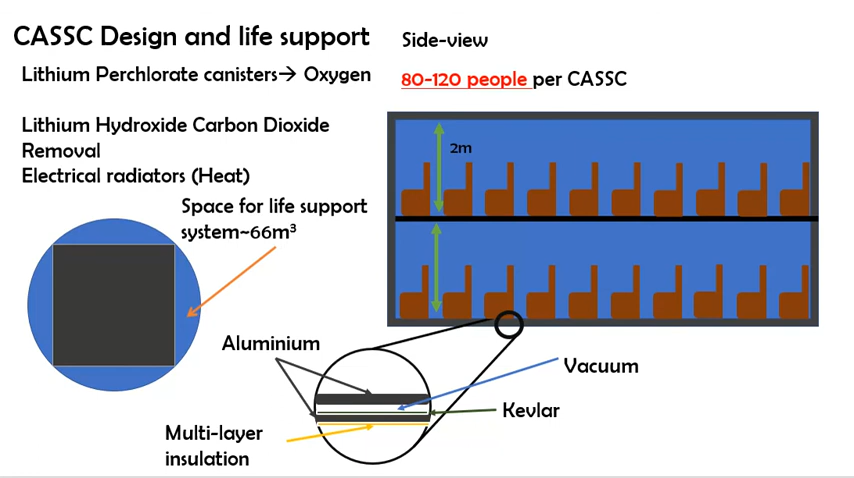 CASSC Design and life support
Lithium Perchlorate canisters→ Oxygen
Lithium Hydroxide Carbon Dioxide
Removal
Electrical radiators (Heat)
Space for life support
system~66m³
Side-view
80-120 people per CASSC
2m
Aluminium
Vacuum
Kevlar
Multi-layer
insulation